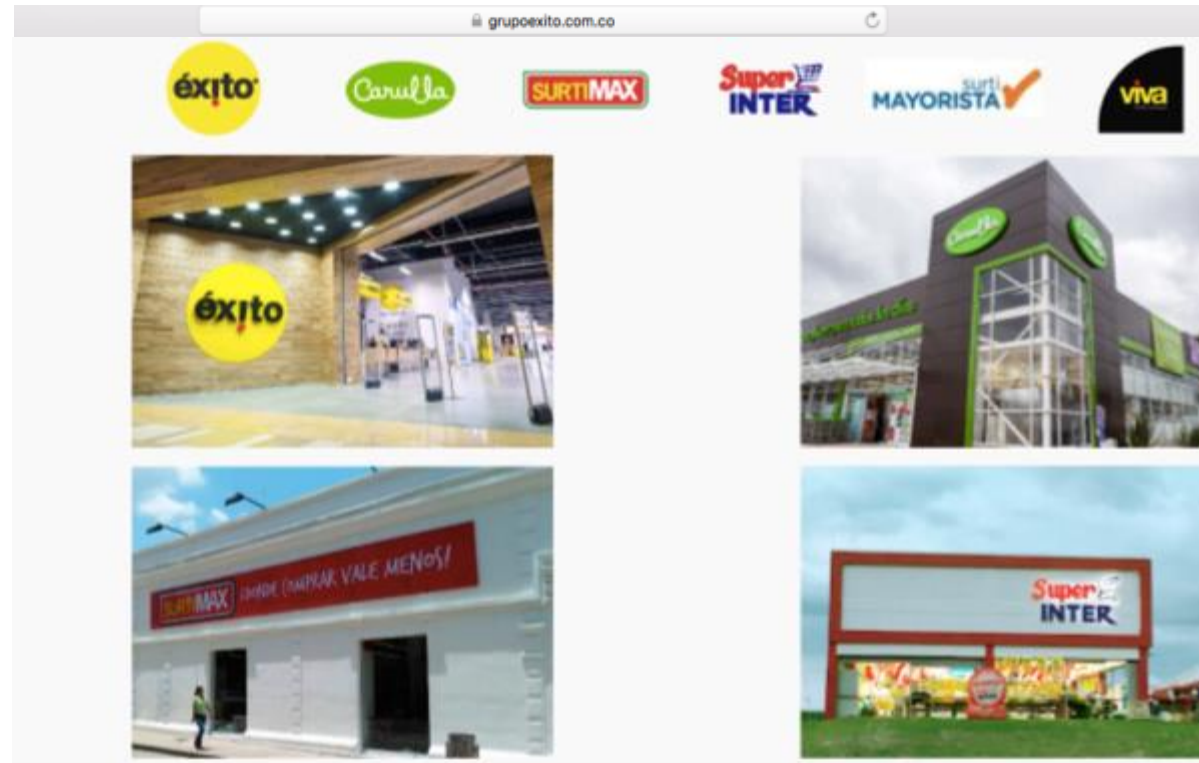 grupoexito.com.co
éxito
Carulla
SURTIMAX
Super
INTER
surti
MAYORISTA
viva
éxito
Carulla
SURTIMAX ¡DONDE COMPRAR VALE MENOS!
Super
INTER